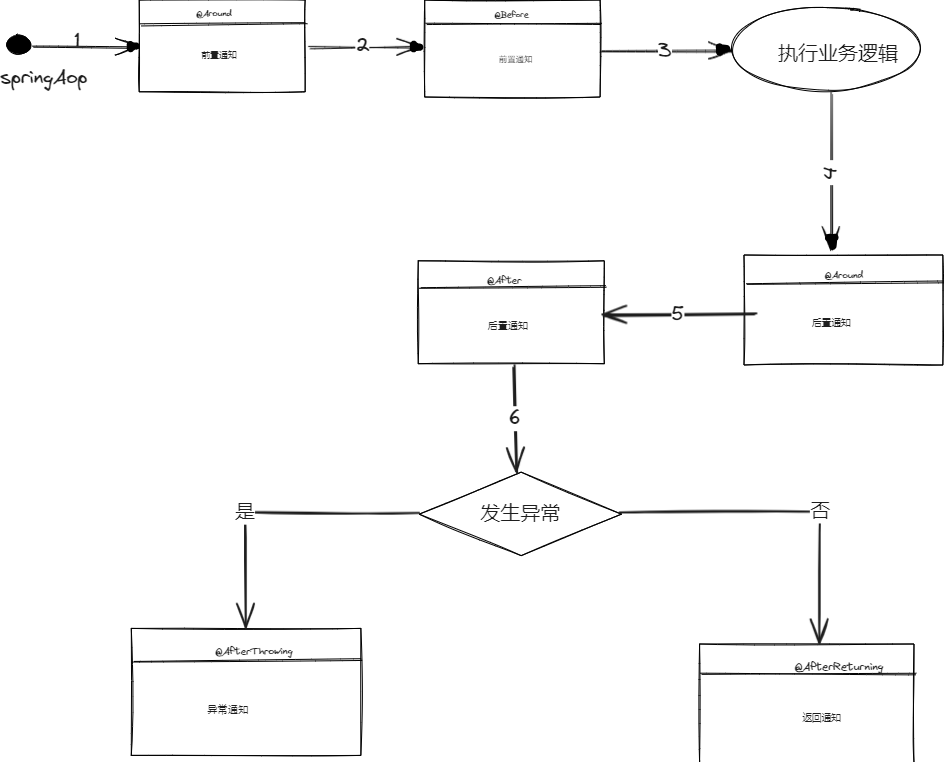 @Around
@Before
1
2
3
前置通知
前置通知
执行业务逻辑
springAop
4
@Around
@After
后置通知
5
后置通知
6
是
发生异常
否
@AfterThrowing
@AfterReturning
异常通知
返回通知